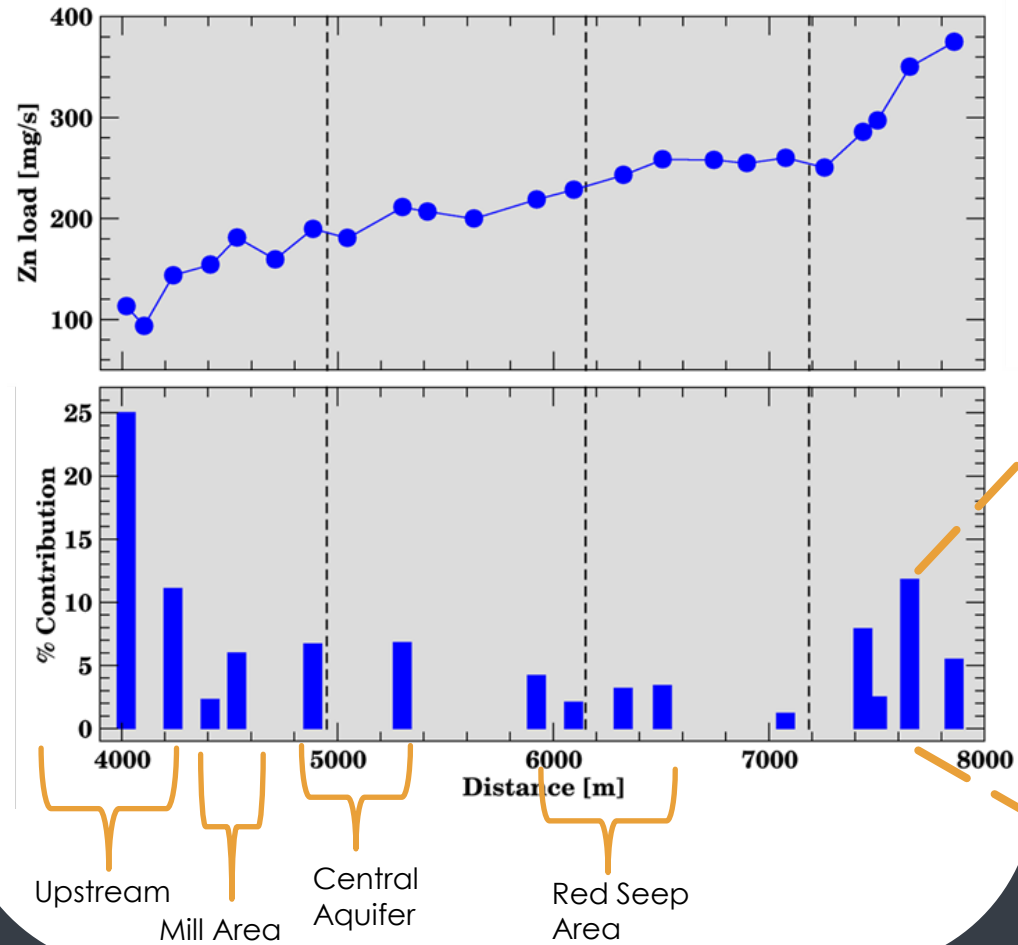 400
300
200
100
Zn load [mg/s]
25
20
15
10
5
0
% Contribution
4000
5000
6000
7000
8000
Distance [m]
Upstream
Mill Area
Central
Aquifer
Red Seep
Area